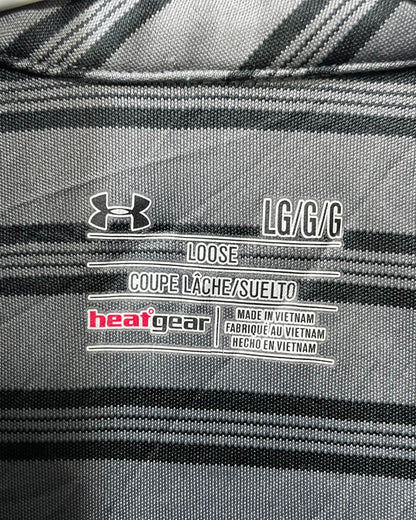 LG/G/G
LOOSE
COUPE LÂCHE/SUELTO
heatgear
MADE IN VIETNAM
FABRIQUÉ AU VIETNAM
HECHO EN VIETNAM